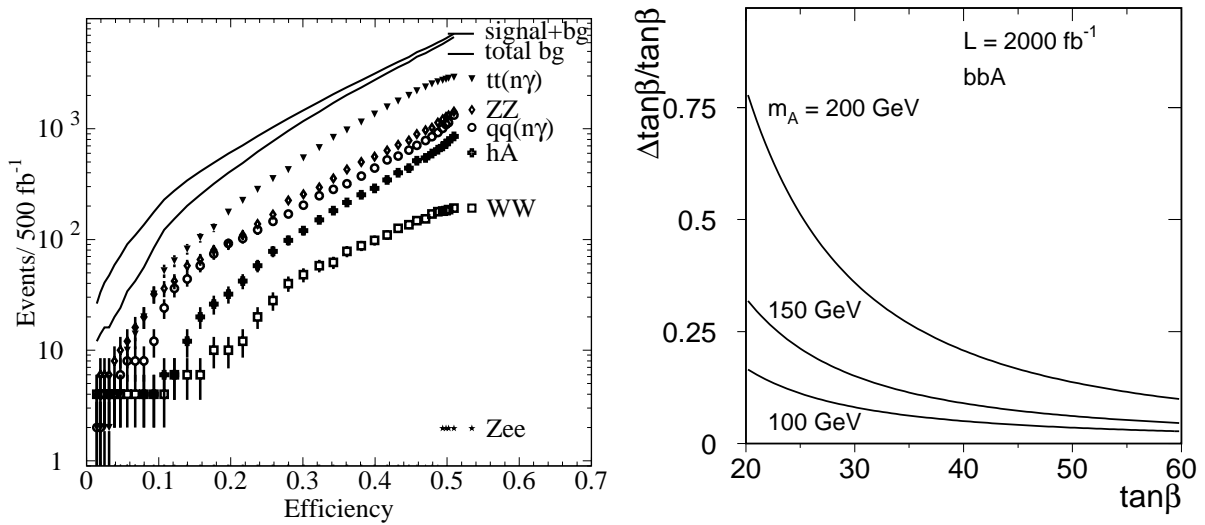 Events/ 500 fb⁻¹
10³
10²
10
1
0 0.1 0.2 0.3 0.4 0.5 0.6 0.7
Efficiency
signal+bg
total bg
tt(nγ)
ZZ
qq(nγ)
hA
WW
Zee
Δtanβ/tanβ
0.75
0.5
0.25
0
20 30 40 50 60
tanβ
L = 2000 fb⁻¹
bbA
m_A = 200 GeV
150 GeV
100 GeV